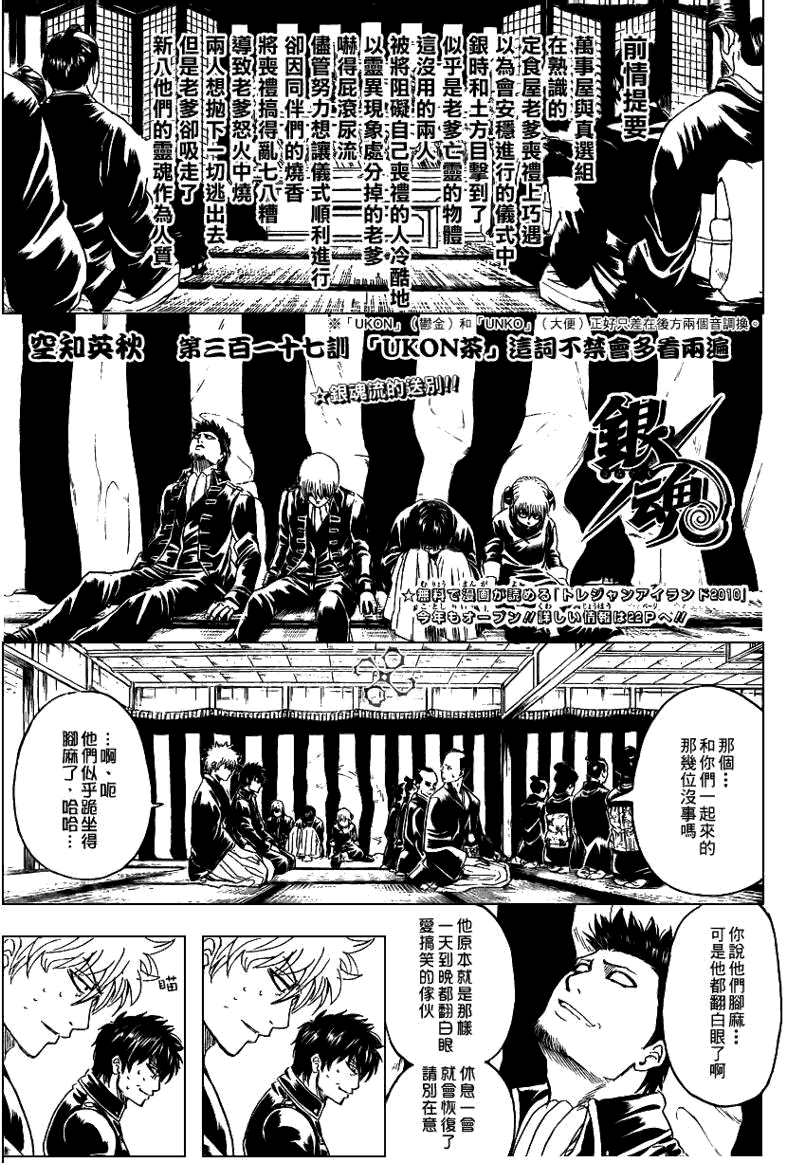 前情提要
萬事屋與真選組
在熟識的
定食屋老爹喪禮上巧遇
以為會安穩進行的儀式中
銀時和土方目擊到了
似乎是老爹亡靈的物體
這沒用的兩人
被將阻礙自己喪禮的人冷酷地
以靈異現象處分掉的老爹
嚇得屁滾尿流
儘管努力想讓儀式順利進行
卻因同伴們的燒香
將喪禮搞得亂七八糟
導致老爹怒火中燒
兩人想拋下一切逃出去
但是老爹卻吸走了
新八他們的靈魂作為人質
※「UKON」（鬱金）和「UNKO」（大便）正好只差在後方兩個音調換。
空知英秋 第三百一十七訓 「UKON茶」這詞不禁會多看兩遍
☆銀魂流的送別!!
銀魂
☆無料で漫画が読める「トレジャンアイランド2010」
今年もオープン!!詳しい情報は22Pへ!!
那個…
和你們一起來的
那幾位沒事嗎
…啊、呃
他們似乎跪坐得
腳麻了、哈哈…
你說他們腳麻…
可是他都翻白眼了啊
他原本就是那樣
一天到晚都翻白眼
愛搞笑的傢伙
休息一會
就會恢復了
請別在意
瞄